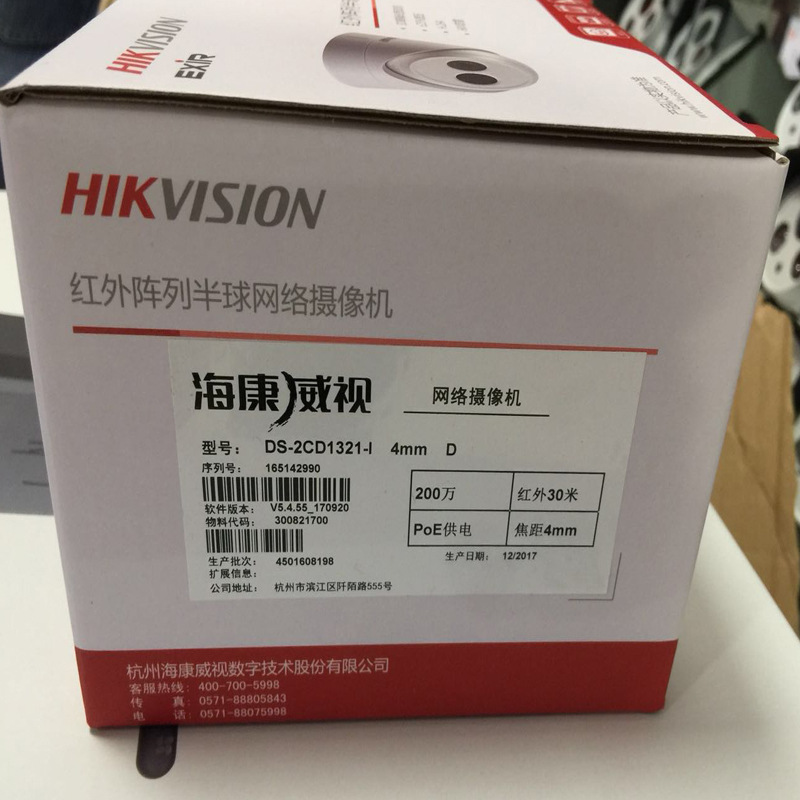 HIKVISION
EXIR
HIKVISION
红外阵列半球网络摄像机
海康威视
网络摄像机
型号： DS-2CD1321-I 4mm D
序列号： 165142990
软件版本： V5.4.55_170920
物料代码： 300821700
生产批次： 4501608198
扩展信息：
公司地址： 杭州市滨江区阡陌路555号
200万 红外30米
PoE供电 焦距4mm
生产日期： 12/2017
杭州海康威视数字技术股份有限公司
客服热线：400-700-5998
传 真：0571-88805843
电 话：0571-88075998